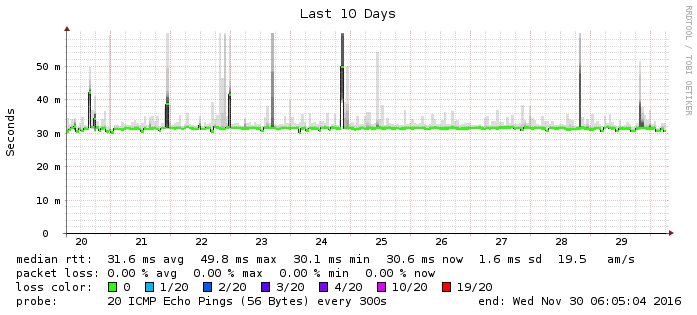 Last 10 Days
RRDTOOL / TOBI OETIKER
Seconds
50 m
40 m
30 m
20 m
10 m
0
20 21 22 23 24 25 26 27 28 29
median rtt: 31.6 ms avg 49.8 ms max 30.1 ms min 30.6 ms now 1.6 ms sd 19.5 am/s
packet loss: 0.00 % avg 0.00 % max 0.00 % min 0.00 % now
loss color: 0 1/20 2/20 3/20 4/20 10/20 19/20
probe: 20 ICMP Echo Pings (56 Bytes) every 300s end: Wed Nov 30 06:05:04 2016